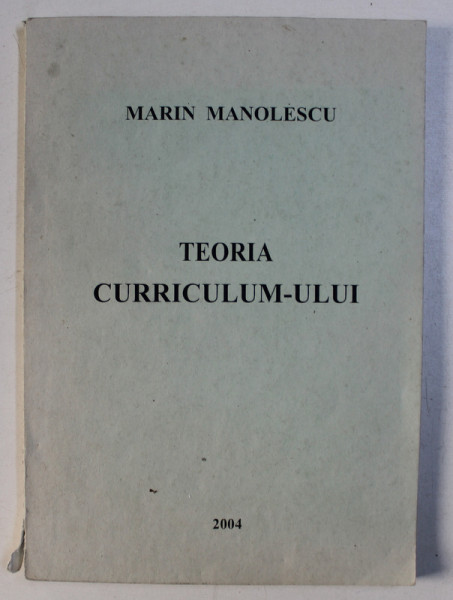 MARIN MANOLESCU
TEORIA
CURRICULUM-ULUI
2004